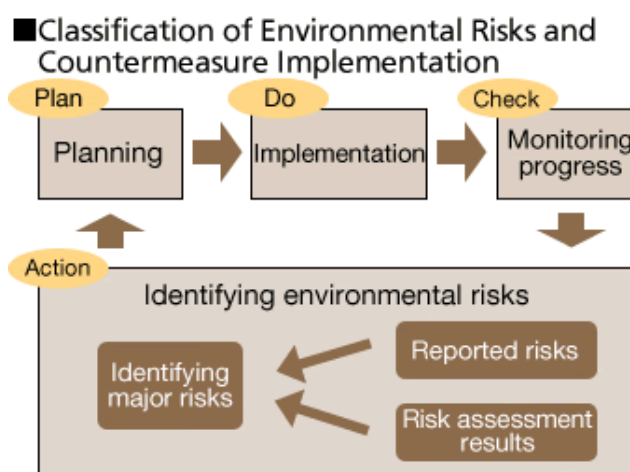 ■Classification of Environmental Risks and
Countermeasure Implementation
Plan
Planning
Do
Implementation
Check
Monitoring
progress
Action
Identifying environmental risks
Identifying
major risks
Reported risks
Risk assessment
results